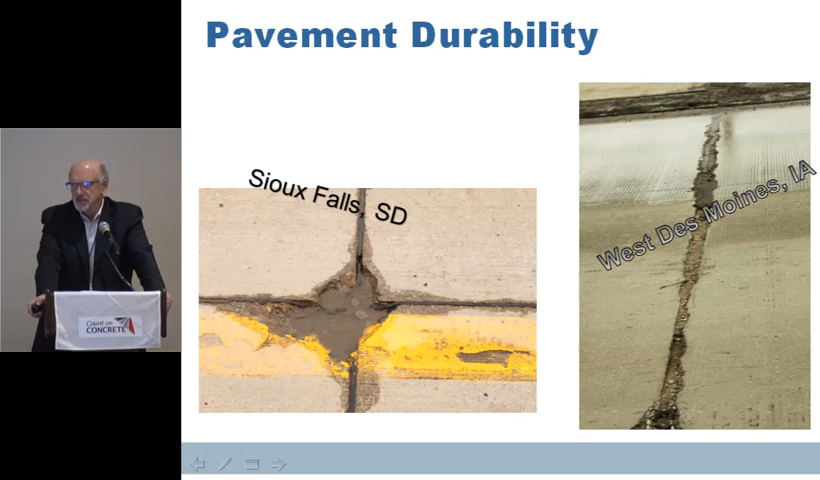 Pavement Durability
Sioux Falls, SD
West Des Moines, IA
Count on
CONCRETE